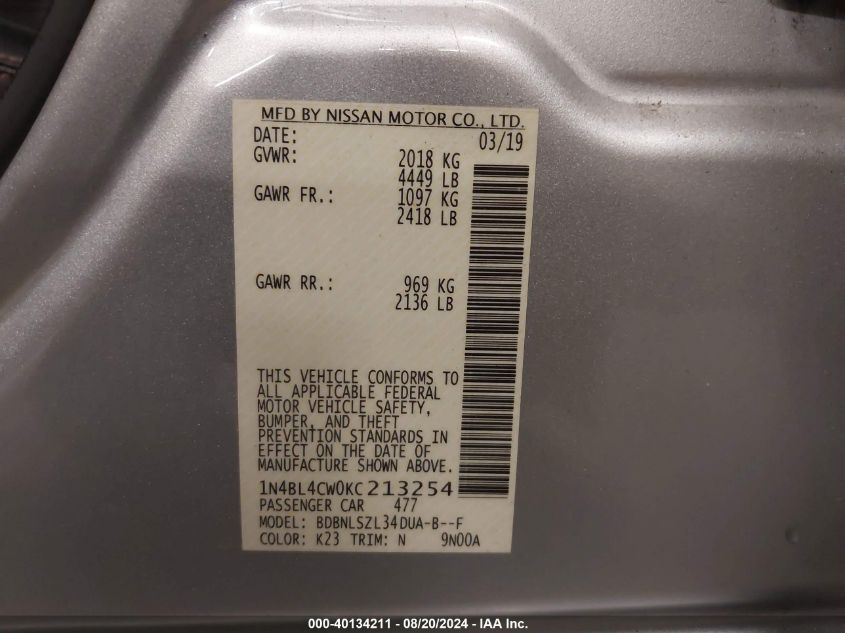 MFD BY NISSAN MOTOR CO., LTD.
DATE: 03/19
GVWR: 2018 KG
4449 LB
GAWR FR.: 1097 KG
2418 LB
GAWR RR.: 969 KG
2136 LB
THIS VEHICLE CONFORMS TO
ALL APPLICABLE FEDERAL
MOTOR VEHICLE SAFETY,
BUMPER, AND THEFT
PREVENTION STANDARDS IN
EFFECT ON THE DATE OF
MANUFACTURE SHOWN ABOVE.
1N4BL4CW0KC213254
PASSENGER CAR 477
MODEL: BDBNLSZL34DUA-B--F
COLOR: K23 TRIM: N 9N00A
000-40134211 - 08/20/2024 - IAA Inc.